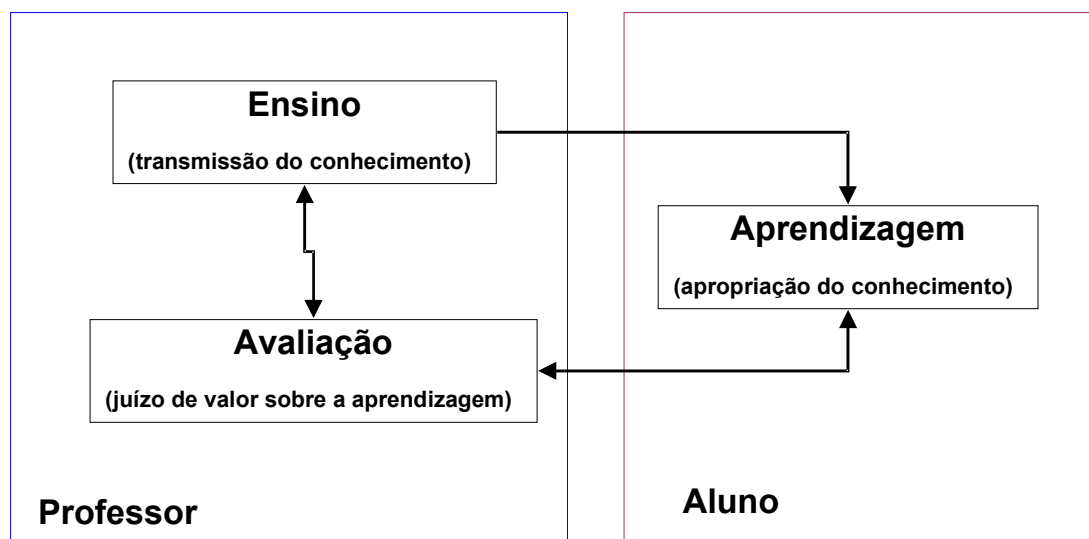 Ensino
(transmissão do conhecimento)
Aprendizagem
(apropriação do conhecimento)
Avaliação
(juízo de valor sobre a aprendizagem)
Professor
Aluno